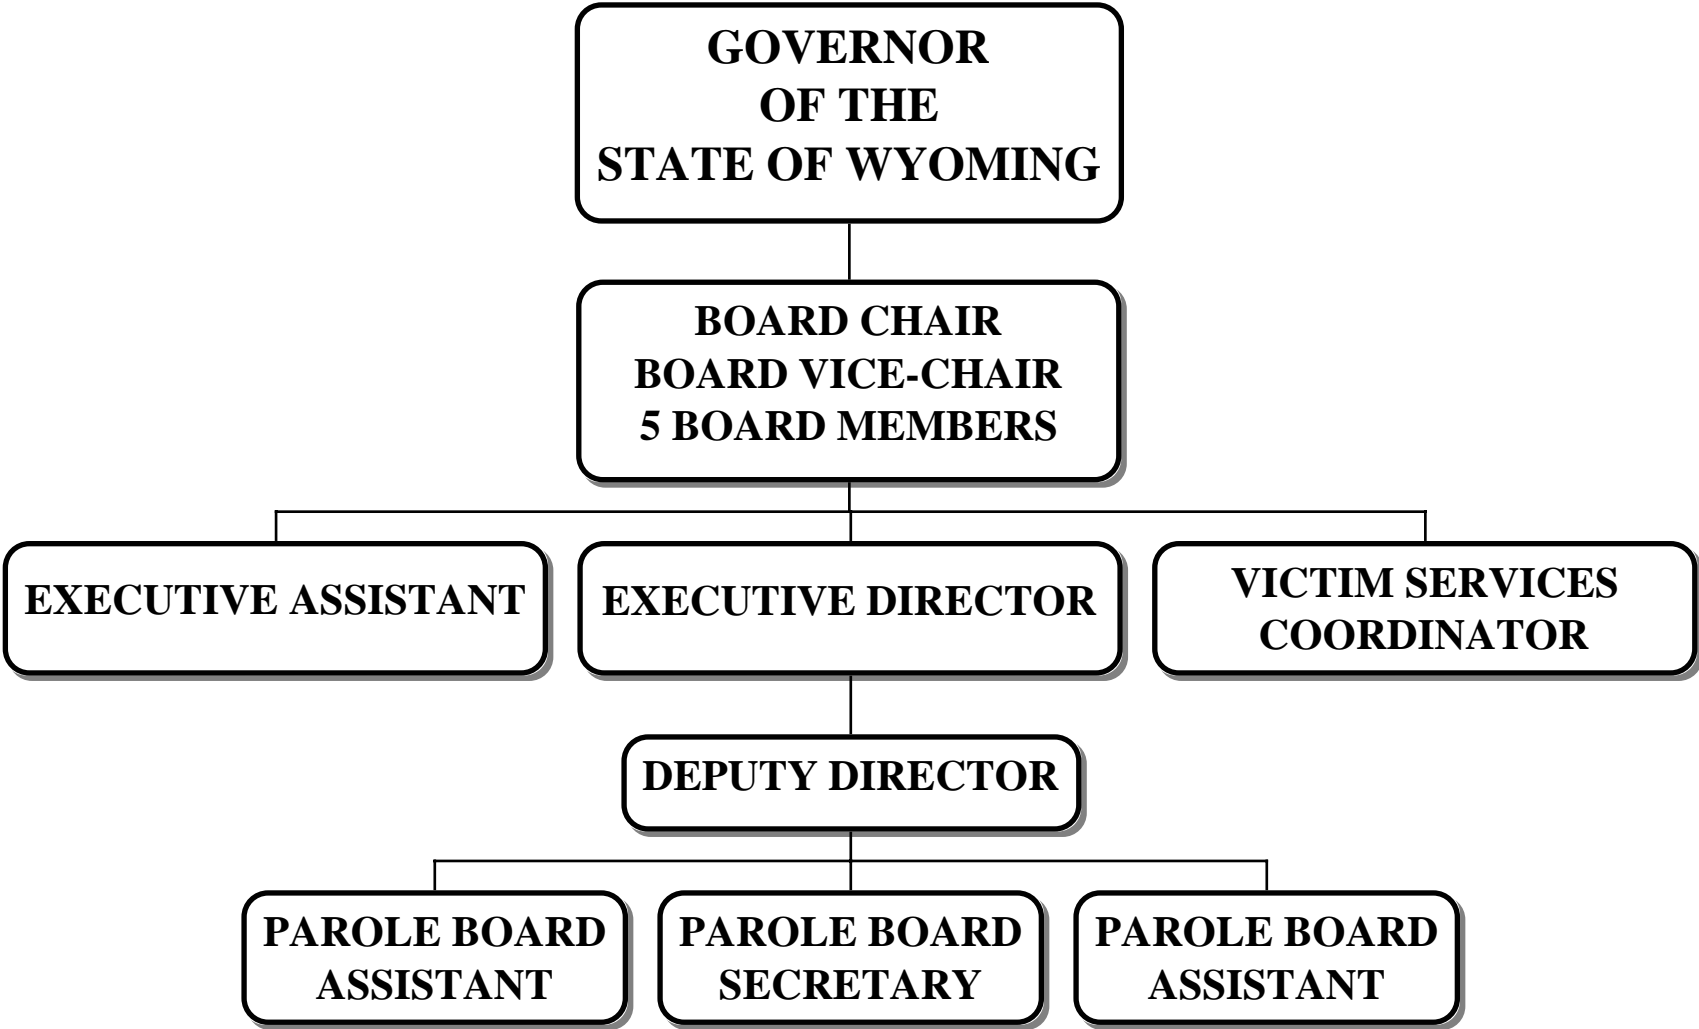 GOVERNOR
OF THE
STATE OF WYOMING
BOARD CHAIR
BOARD VICE-CHAIR
5 BOARD MEMBERS
EXECUTIVE ASSISTANT
EXECUTIVE DIRECTOR
VICTIM SERVICES
COORDINATOR
DEPUTY DIRECTOR
PAROLE BOARD
ASSISTANT
PAROLE BOARD
SECRETARY
PAROLE BOARD
ASSISTANT